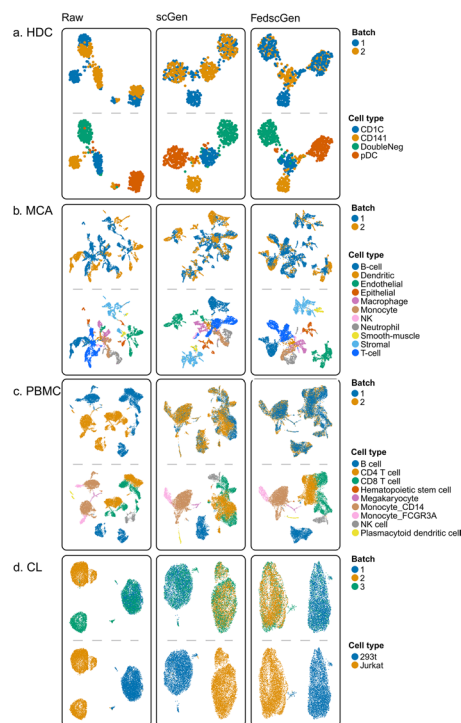 Raw scGen FedscGen
a. HDC
Batch
1
2
Cell type
CD1C
CD141
DoubleNeg
pDC
b. MCA
Batch
1
2
Cell type
B-cell
Dendritic
Endothelial
Epithelial
Macrophage
Monocyte
NK
Neutrophil
Smooth-muscle
Stromal
T-cell
c. PBMC
Batch
1
2
Cell type
B cell
CD4 T cell
CD8 T cell
Hematopoietic stem cell
Megakaryocyte
Monocyte_CD14
Monocyte_FCGR3A
NK cell
Plasmacytoid dendritic cell
d. CL
Batch
1
2
3
Cell type
293t
Jurkat